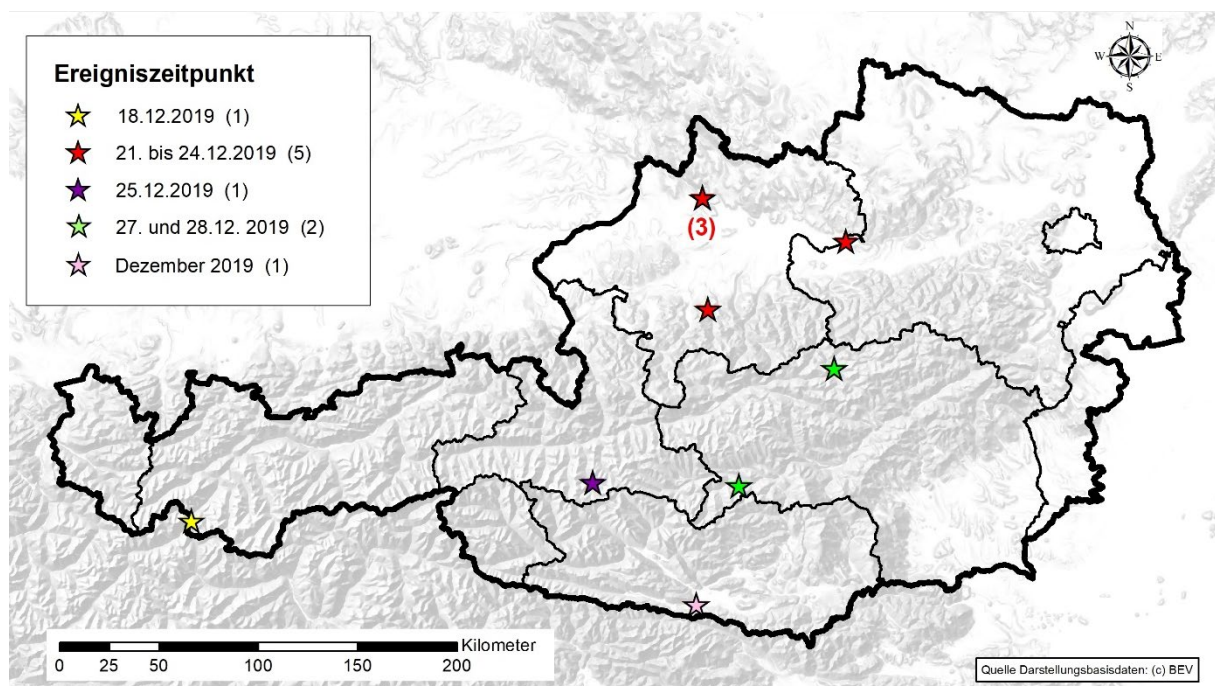 Ereigniszeitpunkt
18.12.2019 (1)
21. bis 24.12.2019 (5)
25.12.2019 (1)
27. und 28.12. 2019 (2)
Dezember 2019 (1)
N
W E
S
(3)
Kilometer
0 25 50 100 150 200
Quelle Darstellungsbasisdaten: (c) BEV